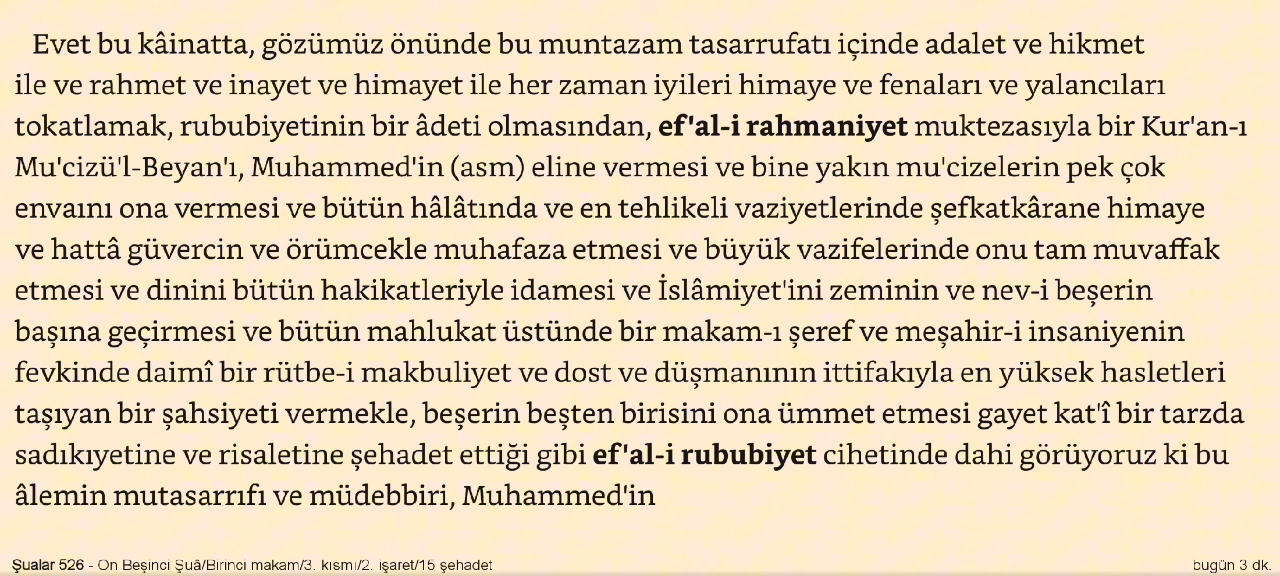 Evet bu kâinatta, gözümüz önünde bu muntazam tasarrufatı içinde adalet ve hikmet
ile ve rahmet ve inayet ve himayet ile her zaman iyileri himaye ve fenaları ve yalancıları
tokatlamak, rububiyetinin bir âdeti olmasından, ef'al-i rahmaniyet muktezasıyla bir Kur'an-ı
Mu'cizü'l-Beyan'ı, Muhammed'in (asm) eline vermesi ve bine yakın mu'cizelerin pek çok
envaını ona vermesi ve bütün hâlâtında ve en tehlikeli vaziyetlerinde şefkatkârane himaye
ve hattâ güvercin ve örümcekle muhafaza etmesi ve büyük vazifelerinde onu tam muvaffak
etmesi ve dinini bütün hakikatleriyle idamesi ve İslâmiyet'ini zeminin ve nev-i beşerin
başına geçirmesi ve bütün mahlukat üstünde bir makam-ı şeref ve meşahir-i insaniyenin
fevkinde daimî bir rütbe-i makbuliyet ve dost ve düşmanının ittifakıyla en yüksek hasletleri
taşıyan bir şahsiyeti vermekle, beşerin beşten birisini ona ümmet etmesi gayet kat'î bir tarzda
sadıkıyetine ve risaletine şehadet ettiği gibi ef'al-i rububiyet cihetinde dahi görüyoruz ki bu
âlemin mutasarrıfı ve müdebbiri, Muhammed'in
Şualar 526 - On Beşinci Şuâ/Birinci makam/3. kısmı/2. işaret/15 şehadet
bugün 3 dk.